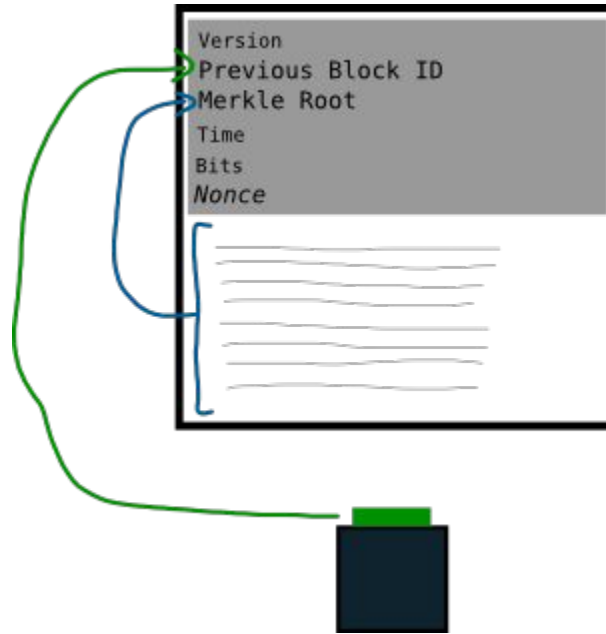 Version
Previous Block ID
Merkle Root
Time
Bits
Nonce